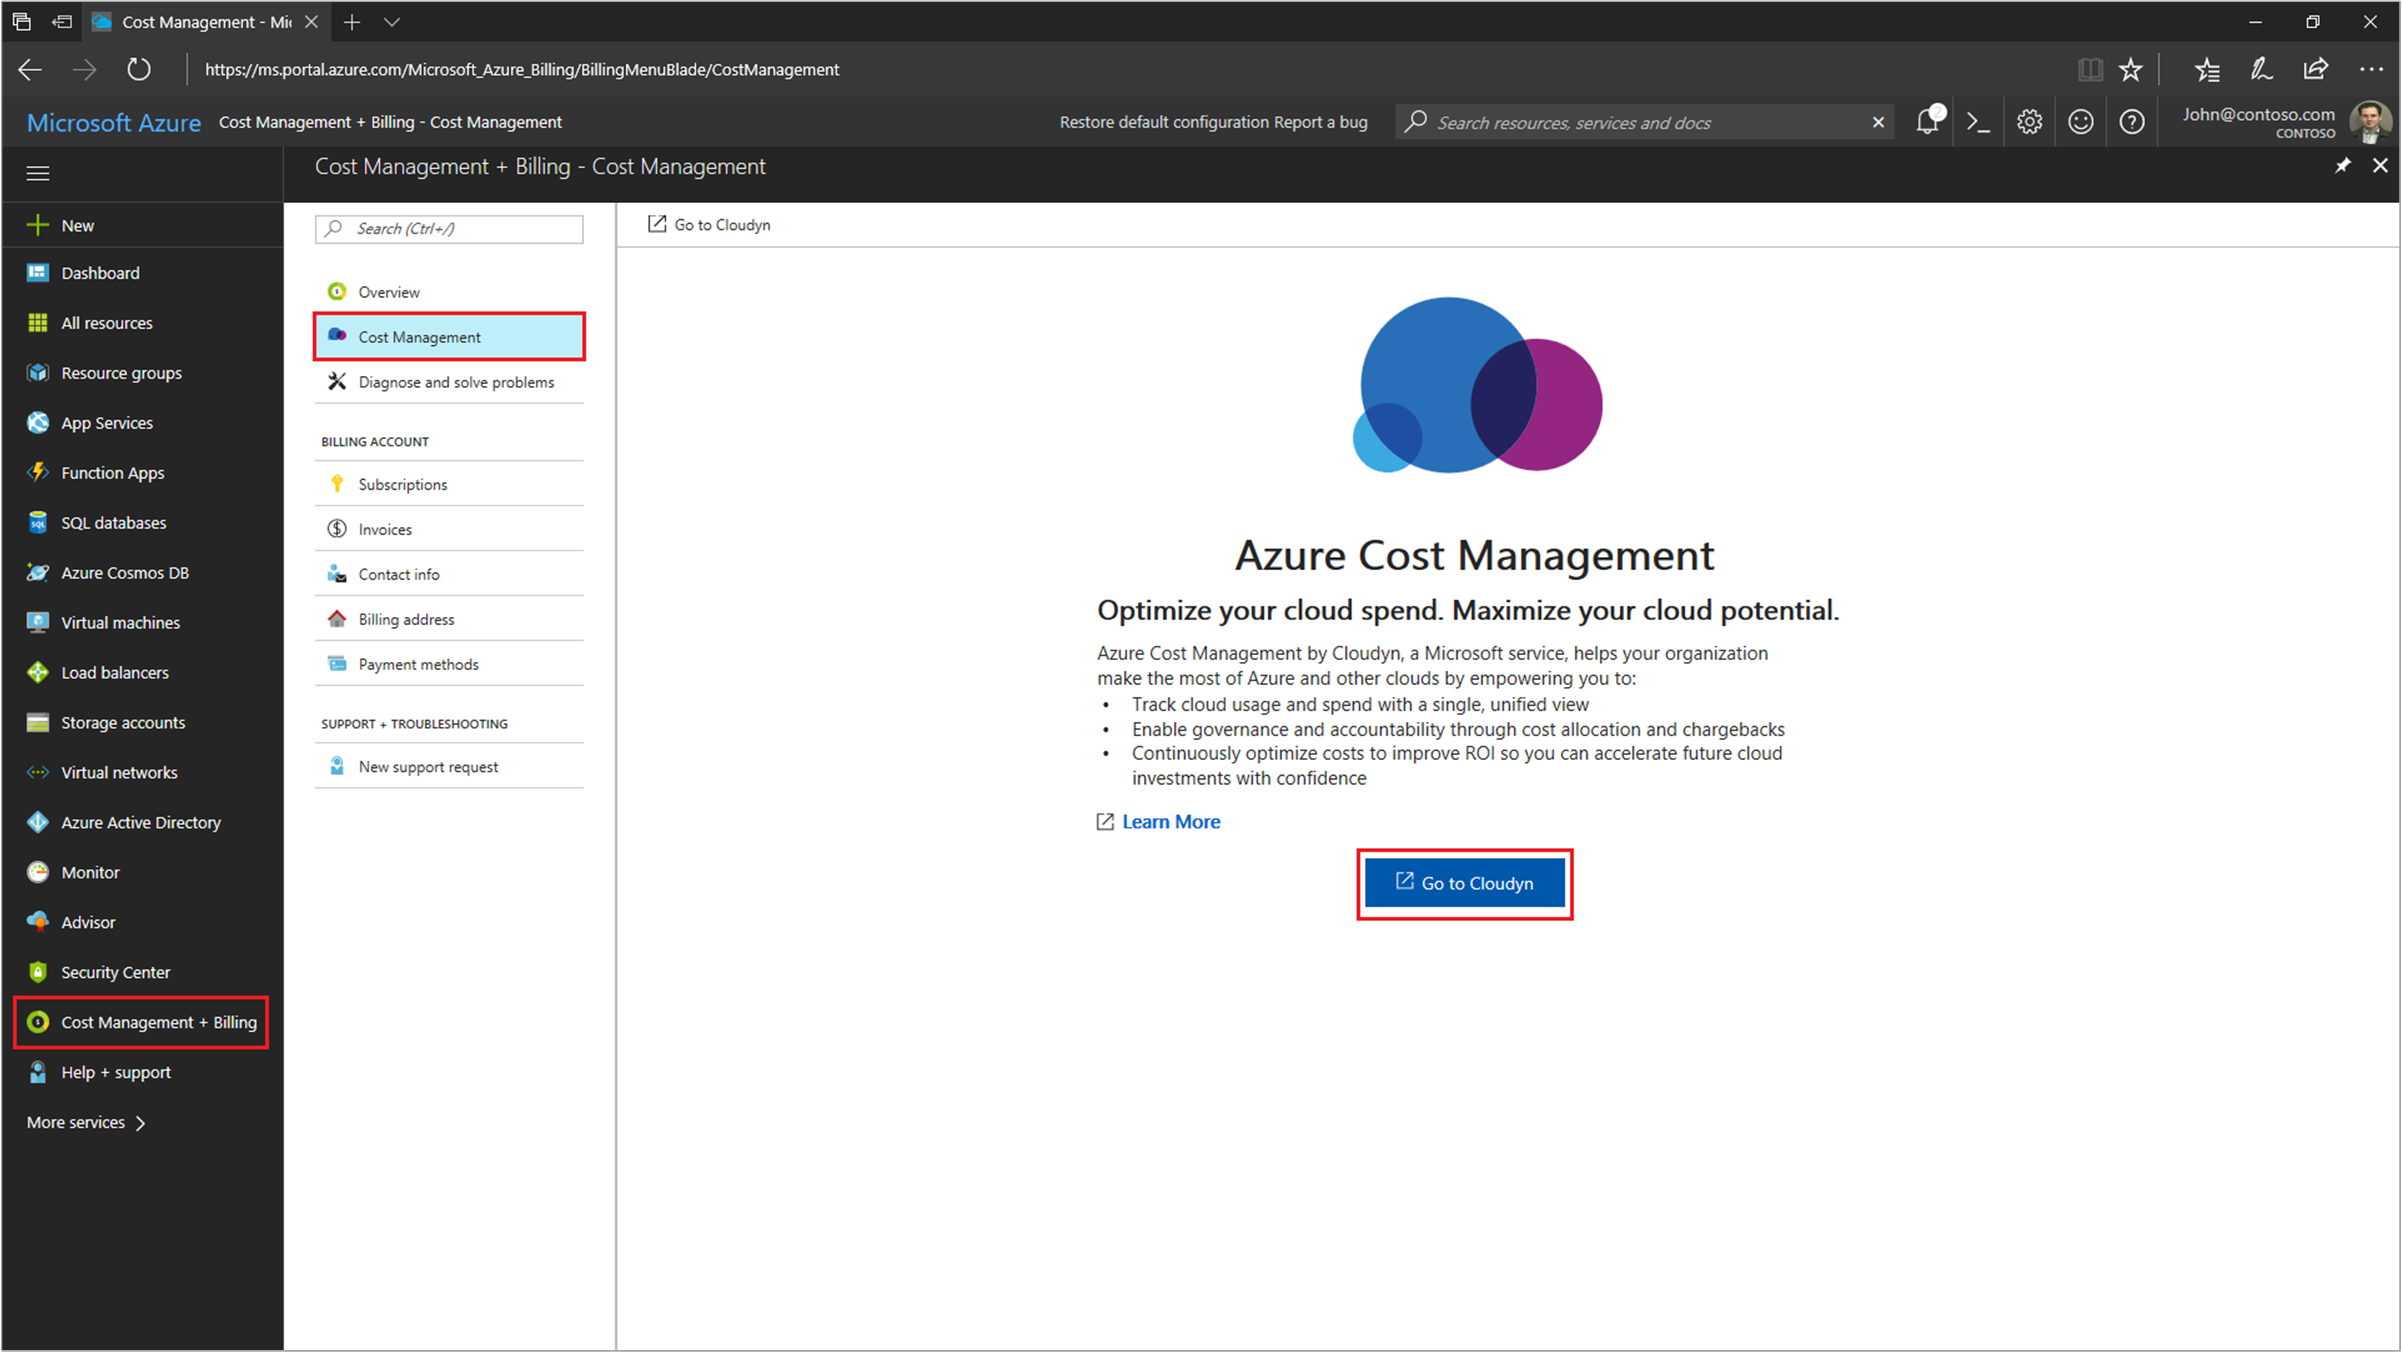 Cost Management - Mi
https://ms.portal.azure.com/Microsoft_Azure_Billing/BillingMenuBlade/CostManagement
Microsoft Azure Cost Management + Billing - Cost Management
Restore default configuration Report a bug
Search resources, services and docs
2
John@contoso.com
CONTOSO
Cost Management + Billing - Cost Management
New
Dashboard
All resources
Resource groups
App Services
Function Apps
SQL
SQL databases
Azure Cosmos DB
Virtual machines
Load balancers
Storage accounts
Virtual networks
Azure Active Directory
Monitor
Advisor
Security Center
Cost Management + Billing
Help + support
More services
Search (Ctrl+/)
Overview
Cost Management
Diagnose and solve problems
BILLING ACCOUNT
Subscriptions
Invoices
Contact info
Billing address
Payment methods
SUPPORT + TROUBLESHOOTING
New support request
Go to Cloudyn
Azure Cost Management
Optimize your cloud spend. Maximize your cloud potential.
Azure Cost Management by Cloudyn, a Microsoft service, helps your organization
make the most of Azure and other clouds by empowering you to:
• Track cloud usage and spend with a single, unified view
• Enable governance and accountability through cost allocation and chargebacks
• Continuously optimize costs to improve ROI so you can accelerate future cloud
investments with confidence
Learn More
Go to Cloudyn